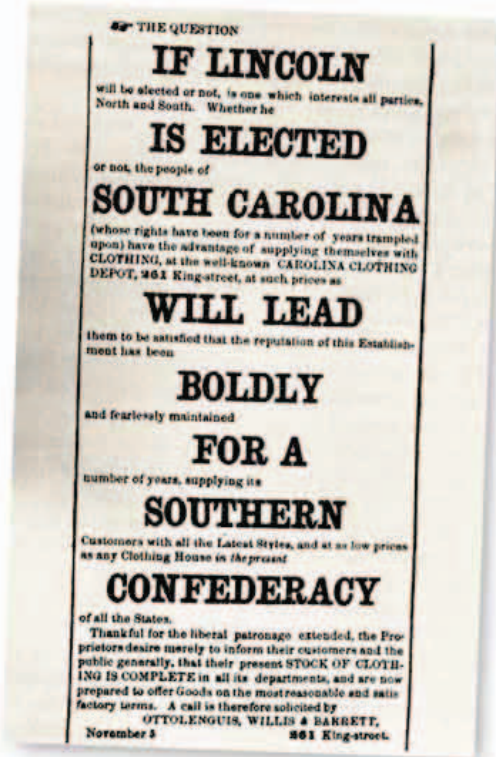 ☞ THE QUESTION
IF LINCOLN
will be elected or not, is one which interests all parties,
North and South. Whether he
IS ELECTED
or not, the people of
SOUTH CAROLINA
(whose rights have been for a number of years trampled
upon) have the advantage of supplying themselves with
CLOTHING, at the well-known CAROLINA CLOTHING
DEPOT, 261 King-street, at such prices as
WILL LEAD
them to be satisfied that the reputation of this Establish-
ment has been
BOLDLY
and fearlessly maintained
FOR A
number of years, supplying its
SOUTHERN
Customers with all the Latest Styles, and at as low prices
as any Clothing House in the present
CONFEDERACY
of all the States.
Thankful for the liberal patronage extended, the Pro-
prietors desire merely to inform their customers and the
public generally, that their present STOCK OF CLOTH-
ING IS COMPLETE in all its departments, and are now
prepared to offer Goods on the most reasonable and satis
factory terms. A call is therefore solicited by
OTTOLENGUIS, WILLIS & BARRETT,
November 5 261 King-street.